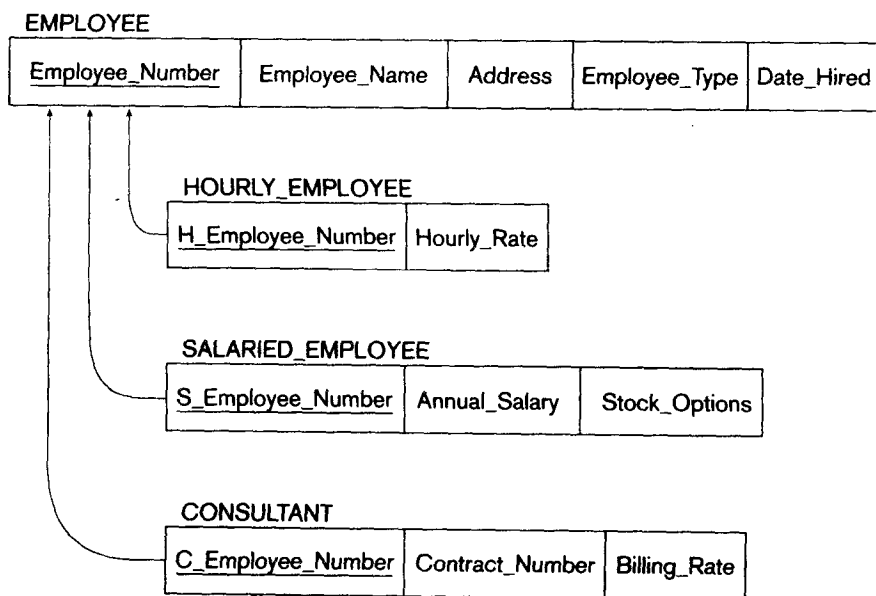 EMPLOYEE
Employee_Number Employee_Name Address Employee_Type Date_Hired
HOURLY_EMPLOYEE
H_Employee_Number Hourly_Rate
SALARIED_EMPLOYEE
S_Employee_Number Annual_Salary Stock_Options
CONSULTANT
C_Employee_Number Contract_Number Billing_Rate